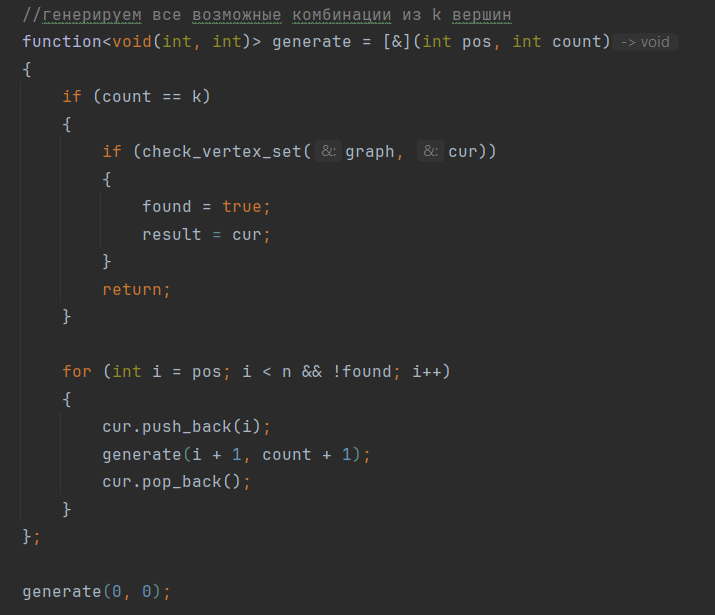 //генерируем все возможные комбинации из k вершин
function<void(int, int)> generate = [&](int pos, int count) -> void
{
    if (count == k)
    {
        if (check_vertex_set( &: graph, &: cur))
        {
            found = true;
            result = cur;
        }
        return;
    }

    for (int i = pos; i < n && !found; i++)
    {
        cur.push_back(i);
        generate(i + 1, count + 1);
        cur.pop_back();
    }
};

generate(0, 0);